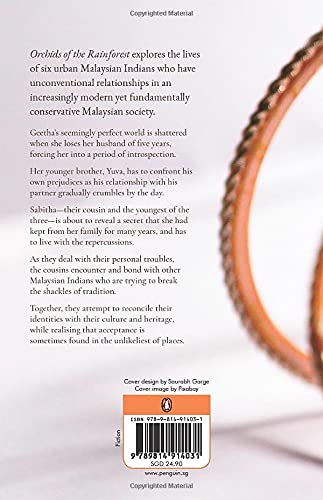 Orchids of the Rainforest explores the lives
of six urban Malaysian Indians who have
unconventional relationships in an
increasingly modern yet fundamentally
conservative Malaysian society.
Geetha's seemingly perfect world is shattered
when she loses her husband of five years,
forcing her into a period of introspection.
Her younger brother, Yuva, has to confront his
own prejudices as his relationship with his
partner gradually crumbles by the day.
Sabitha—their cousin and the youngest of the
three—is about to reveal a secret that she had
kept from her family for many years, and has
to live with the repercussions.
As they deal with their personal troubles,
the cousins encounter and bond with other
Malaysian Indians who are trying to break
the shackles of tradition.
Together, they attempt to reconcile their
identities with their culture and heritage,
while realising that acceptance is
sometimes found in the unlikeliest of places.
Cover design by Saurabh Garge
Cover image by Pixabay
Fiction
ISBN 978-9-814-91403-1
9 789814 914031
SGD 24.90
www.penguin.sg